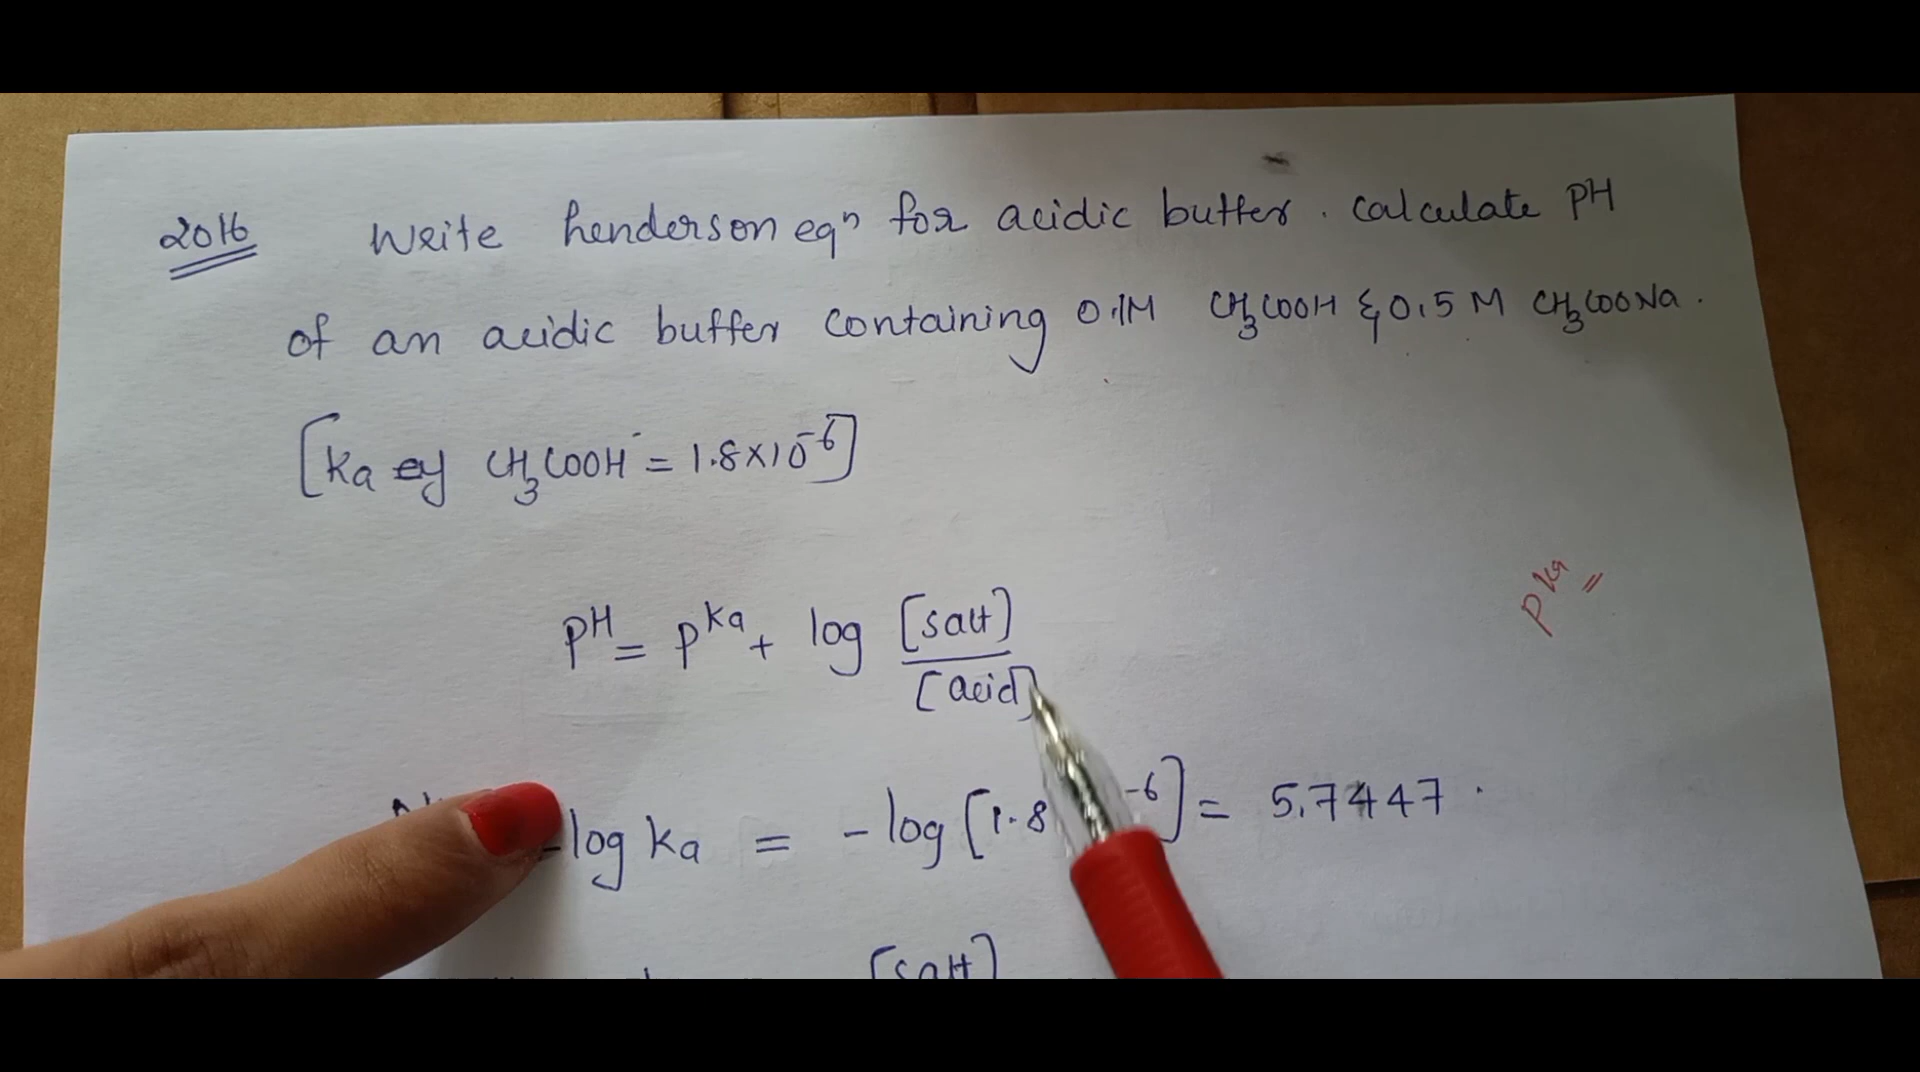 2016 Write henderson eqⁿ for acidic buffer. calculate PH
of an acidic buffer containing 0.1M CH₃COOH & 0.5 M CH₃COONa.
[Ka of CH₃COOH = 1.8×10⁻⁶]
Pᴷᵃ =
PH = Pᴷᵃ + log [salt]/[acid]
-log Ka = -log [1.8 ⁻⁶] = 5.7447.
[salt]